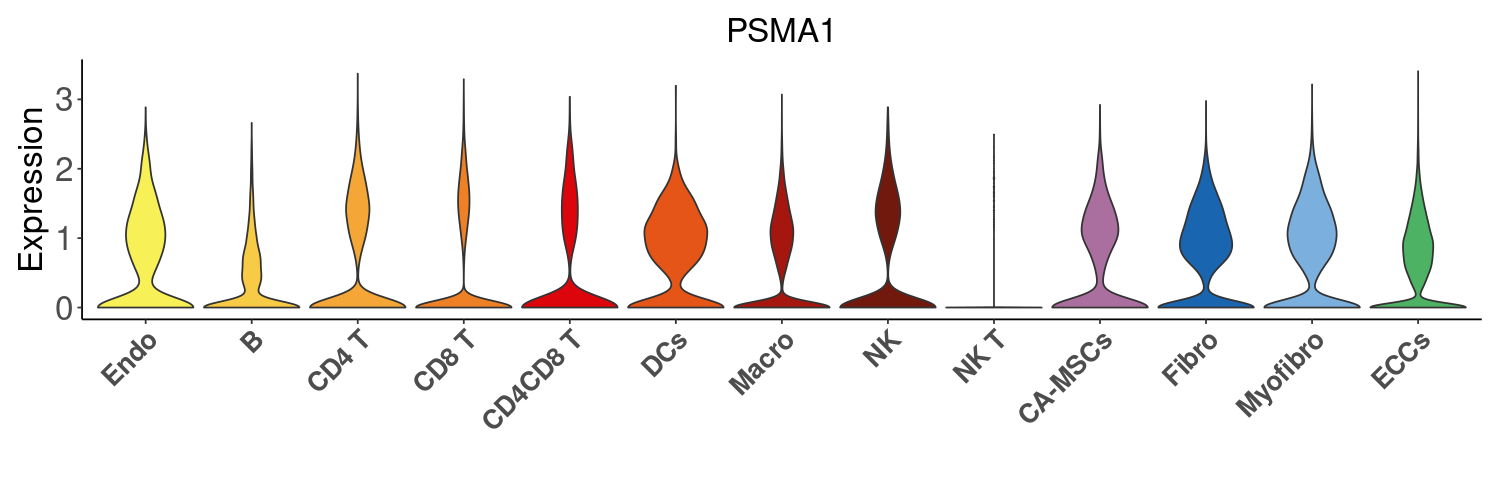 PSMA1
Expression
3
2
1
0
Endo
B
CD4 T
CD8 T
CD4CD8 T
DCs
Macro
NK
NK T
CA-MSCs
Fibro
Myofibro
ECCs